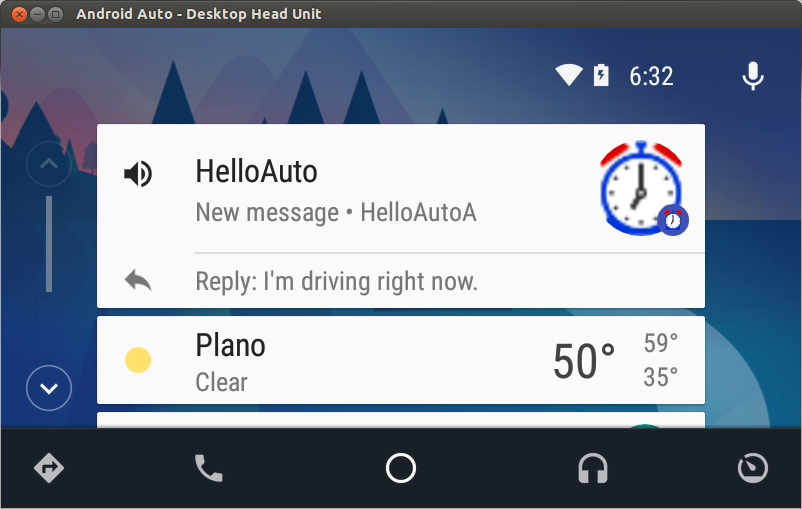 Android Auto - Desktop Head Unit
6:32
HelloAuto
New message • HelloAutoA
Reply: I'm driving right now.
Plano
Clear
50°
59°
35°